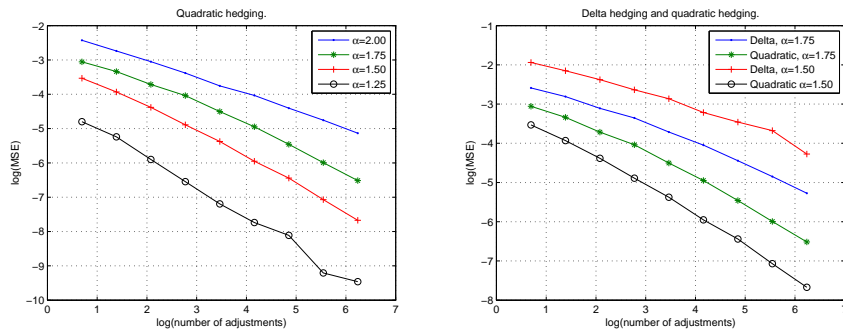 Quadratic hedging.
−2
−3
−4
−5
−6
−7
−8
−9
−10
log(MSE)
0 1 2 3 4 5 6 7
log(number of adjustments)
α=2.00
α=1.75
α=1.50
α=1.25
Delta hedging and quadratic hedging.
−1
−2
−3
−4
−5
−6
−7
−8
log(MSE)
0 1 2 3 4 5 6 7
log(number of adjustments)
Delta, α=1.75
Quadratic, α=1.75
Delta, α=1.50
Quadratic α=1.50